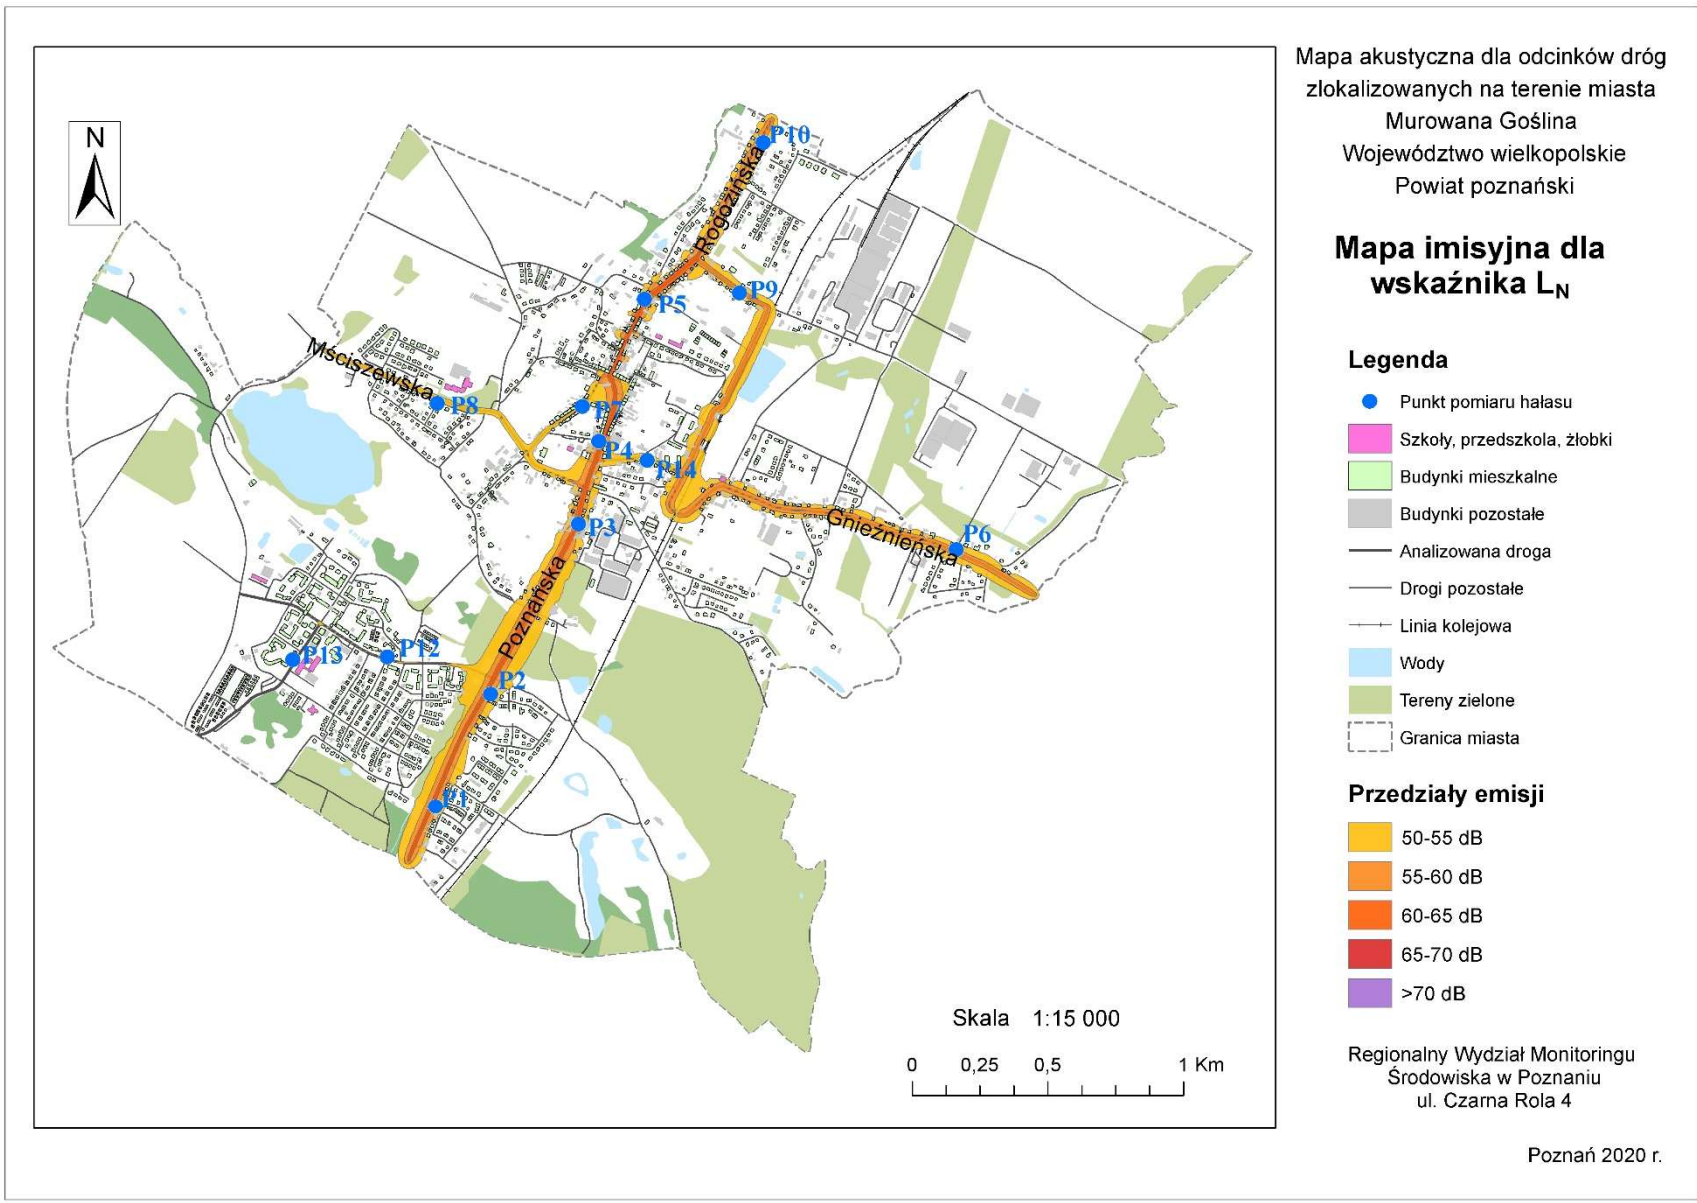 Mapa akustyczna dla odcinków dróg
zlokalizowanych na terenie miasta
Murowana Goślina
Województwo wielkopolskie
Powiat poznański
Mapa imisyjna dla
wskaźnika LN
Legenda
Punkt pomiaru hałasu
Szkoły, przedszkola, żłobki
Budynki mieszkalne
Budynki pozostałe
Analizowana droga
Drogi pozostałe
Linia kolejowa
Wody
Tereny zielone
Granica miasta
Przedziały emisji
50-55 dB
55-60 dB
60-65 dB
65-70 dB
>70 dB
Regionalny Wydział Monitoringu
Środowiska w Poznaniu
ul. Czarna Rola 4
Poznań 2020 r.
N
P10
Rogozińska
P9
P5
Mściszewska
P8
P7
P4
P14
P3
Gnieźnieńska
P6
Poznańska
P13
P12
P2
P1
Skala 1:15 000
0 0,25 0,5 1 Km